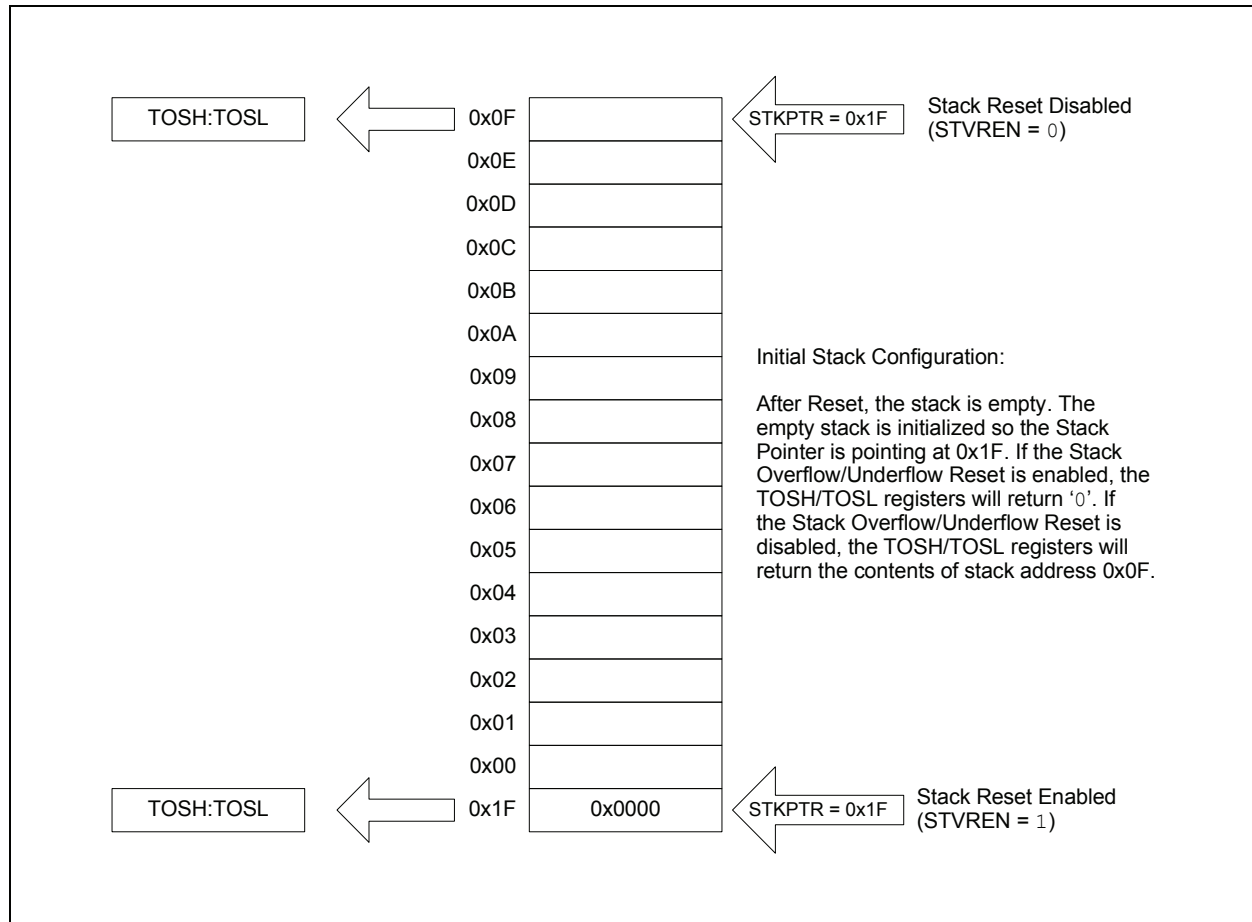 TOSH:TOSL
0x0F
STKPTR = 0x1F
Stack Reset Disabled
(STVREN = 0)
0x0E
0x0D
0x0C
0x0B
0x0A
0x09
0x08
0x07
0x06
0x05
0x04
0x03
0x02
0x01
0x00
Initial Stack Configuration:
After Reset, the stack is empty. The
empty stack is initialized so the Stack
Pointer is pointing at 0x1F. If the Stack
Overflow/Underflow Reset is enabled, the
TOSH/TOSL registers will return ‘0’. If
the Stack Overflow/Underflow Reset is
disabled, the TOSH/TOSL registers will
return the contents of stack address 0x0F.
TOSH:TOSL
0x1F
0x0000
STKPTR = 0x1F
Stack Reset Enabled
(STVREN = 1)